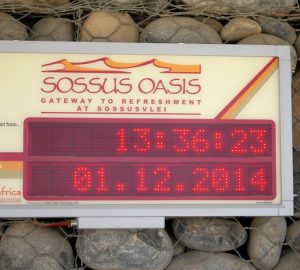 SOSSUS OASIS
GATEWAY TO REFRESHMENT
AT SOSSUSVLEI
13:36:23
01.12.2014